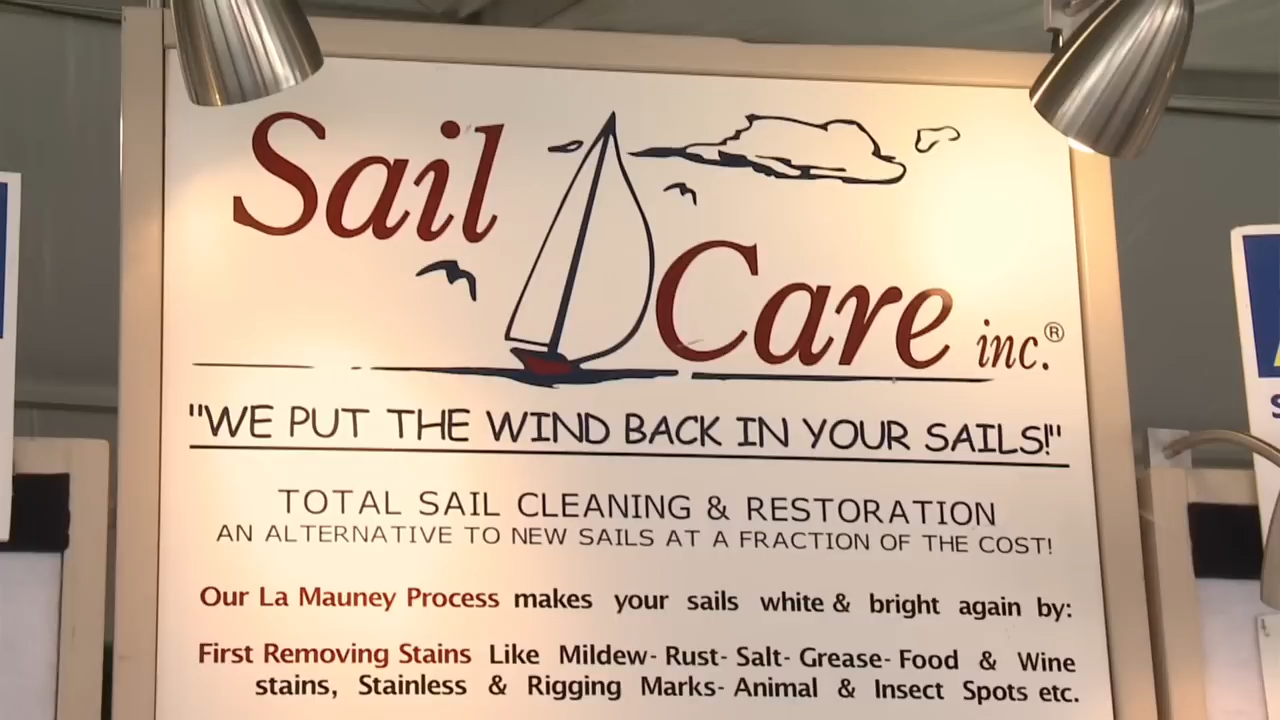 Sail
Care inc.®
"WE PUT THE WIND BACK IN YOUR SAILS!"
TOTAL SAIL CLEANING & RESTORATION
AN ALTERNATIVE TO NEW SAILS AT A FRACTION OF THE COST!
Our La Mauney Process makes your sails white & bright again by:
First Removing Stains Like Mildew- Rust- Salt- Grease- Food & Wine
stains, Stainless & Rigging Marks- Animal & Insect Spots etc.